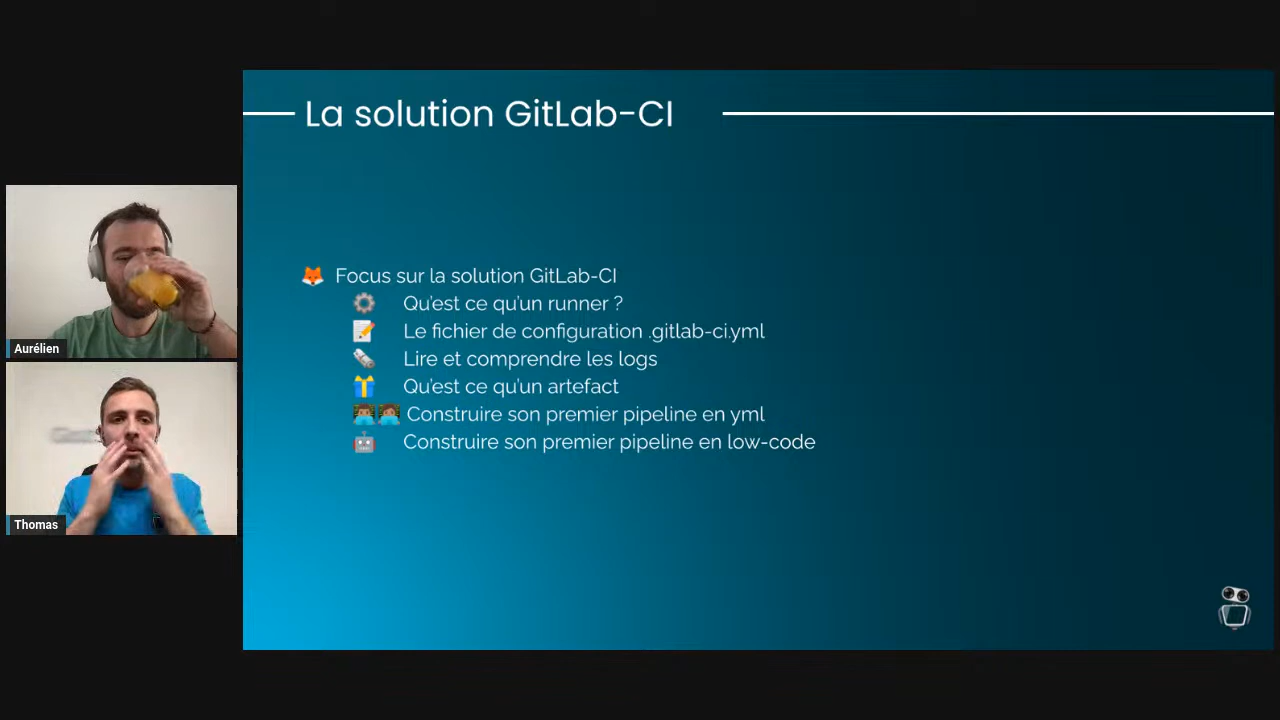 La solution GitLab-CI
Focus sur la solution GitLab-CI
Qu'est ce qu'un runner ?
Le fichier de configuration .gitlab-ci.yml
Lire et comprendre les logs
Qu'est ce qu'un artefact
Construire son premier pipeline en yml
Construire son premier pipeline en low-code
Aurélien
Thomas